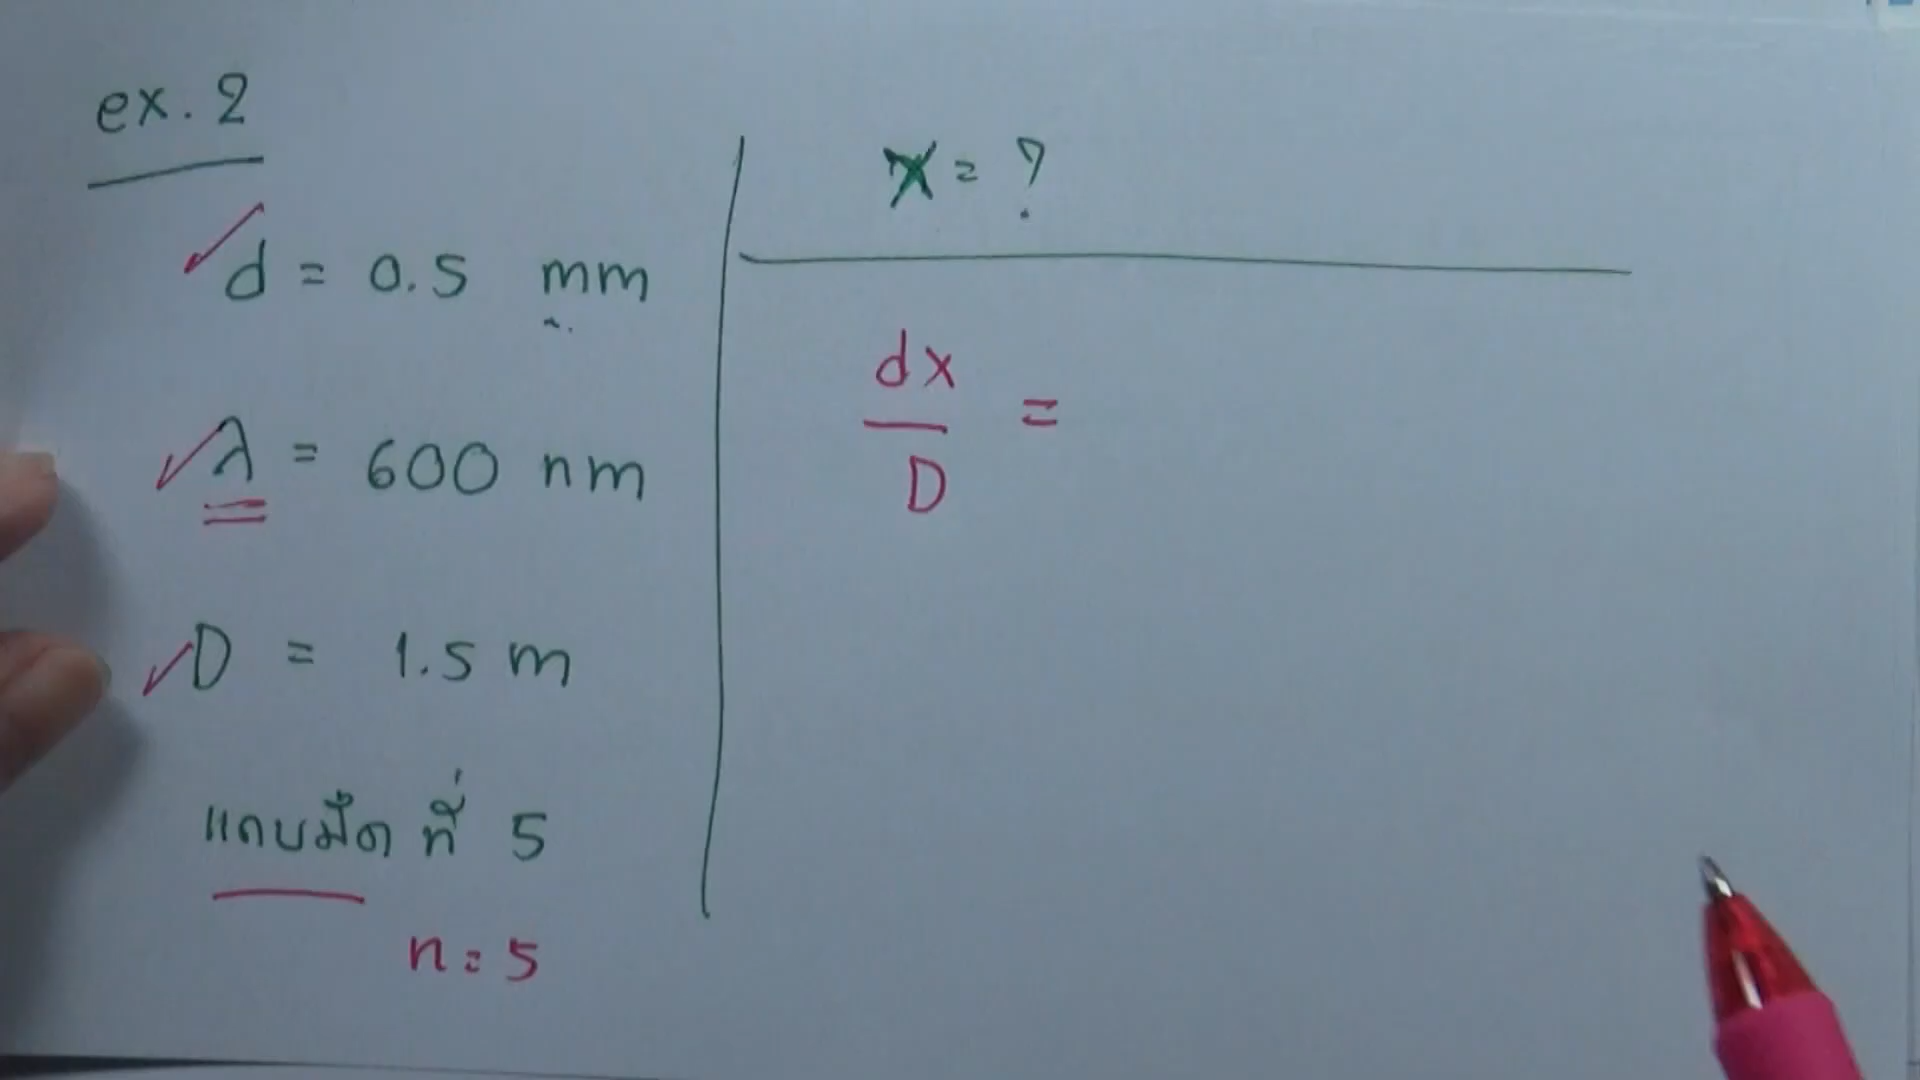 ex. 2
d = 0.5 mm
λ = 600 nm
D = 1.5 m
แถบมืด ที่ 5
n = 5
x = ?
dx
D
=